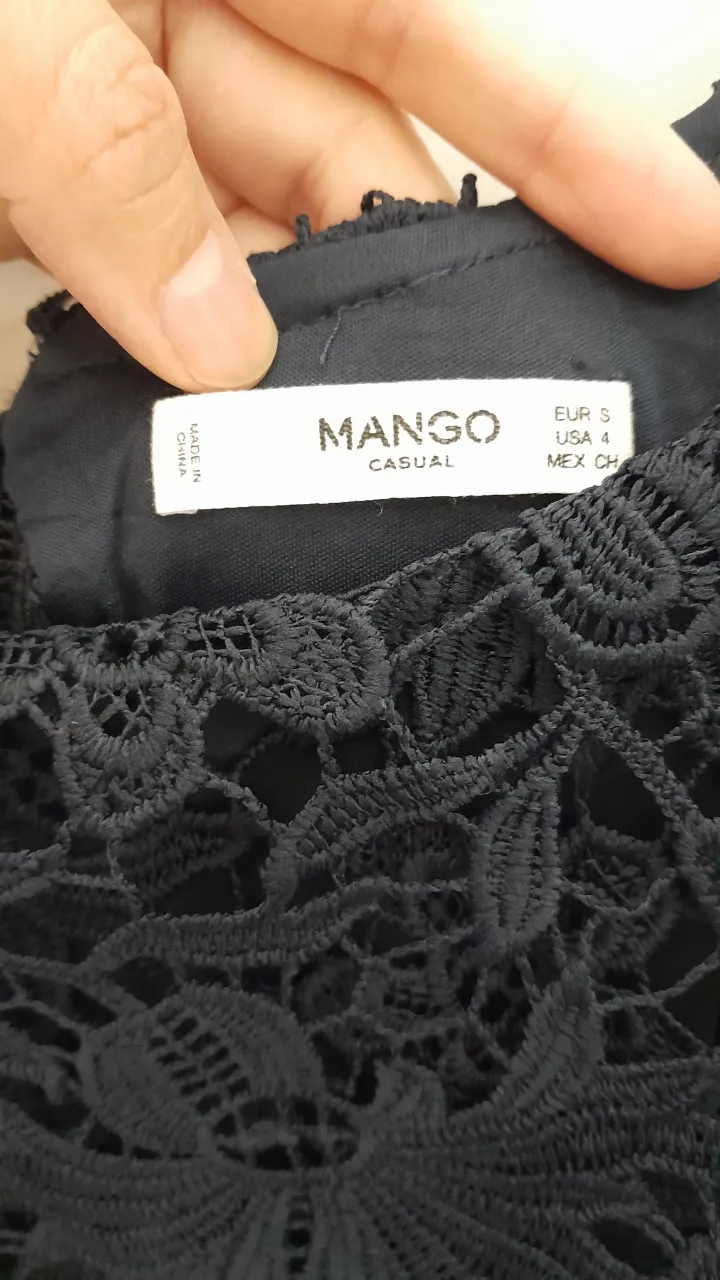 MADE IN
CHINA
MANGO
CASUAL
EUR S
USA 4
MEX CH